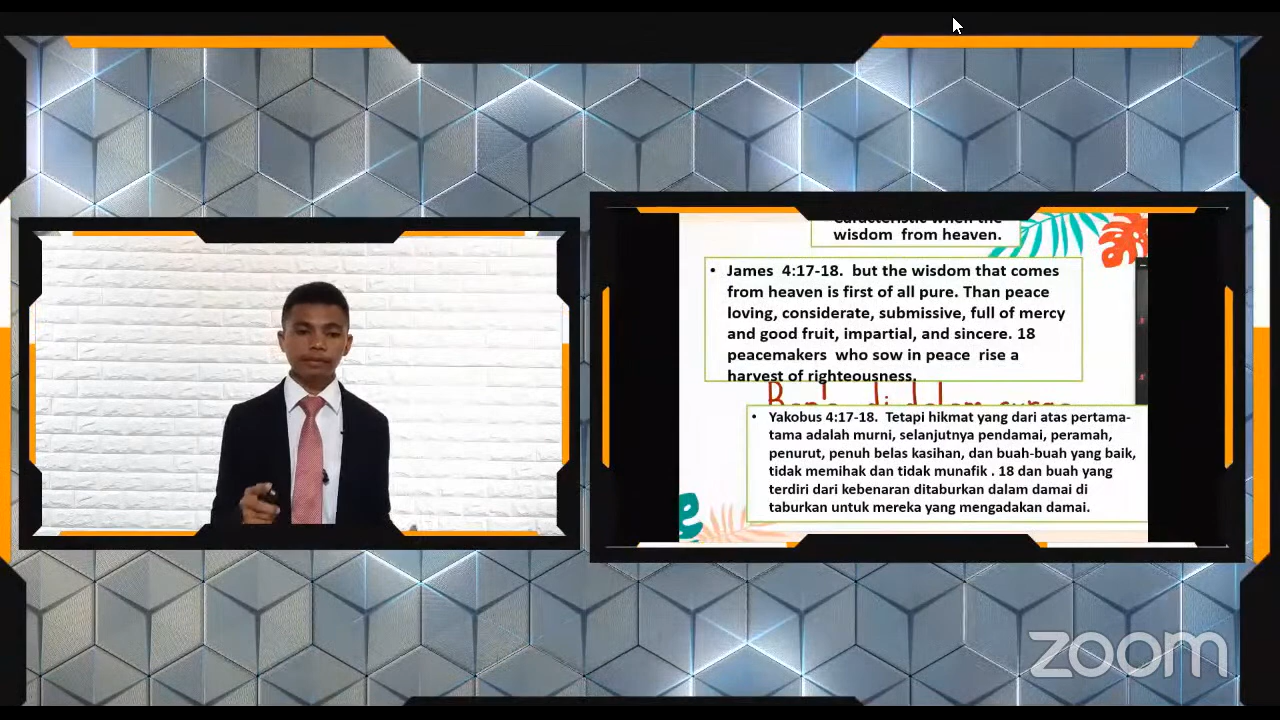 Caracteristic when the
wisdom from heaven.
• James 4:17-18. but the wisdom that comes
from heaven is first of all pure. Than peace
loving, considerate, submissive, full of mercy
and good fruit, impartial, and sincere. 18
peacemakers who sow in peace rise a
harvest of righteousness.
• Yakobus 4:17-18. Tetapi hikmat yang dari atas pertama-
tama adalah murni, selanjutnya pendamai, peramah,
penurut, penuh belas kasihan, dan buah-buah yang baik,
tidak memihak dan tidak munafik . 18 dan buah yang
terdiri dari kebenaran ditaburkan dalam damai di
taburkan untuk mereka yang mengadakan damai.
zoom